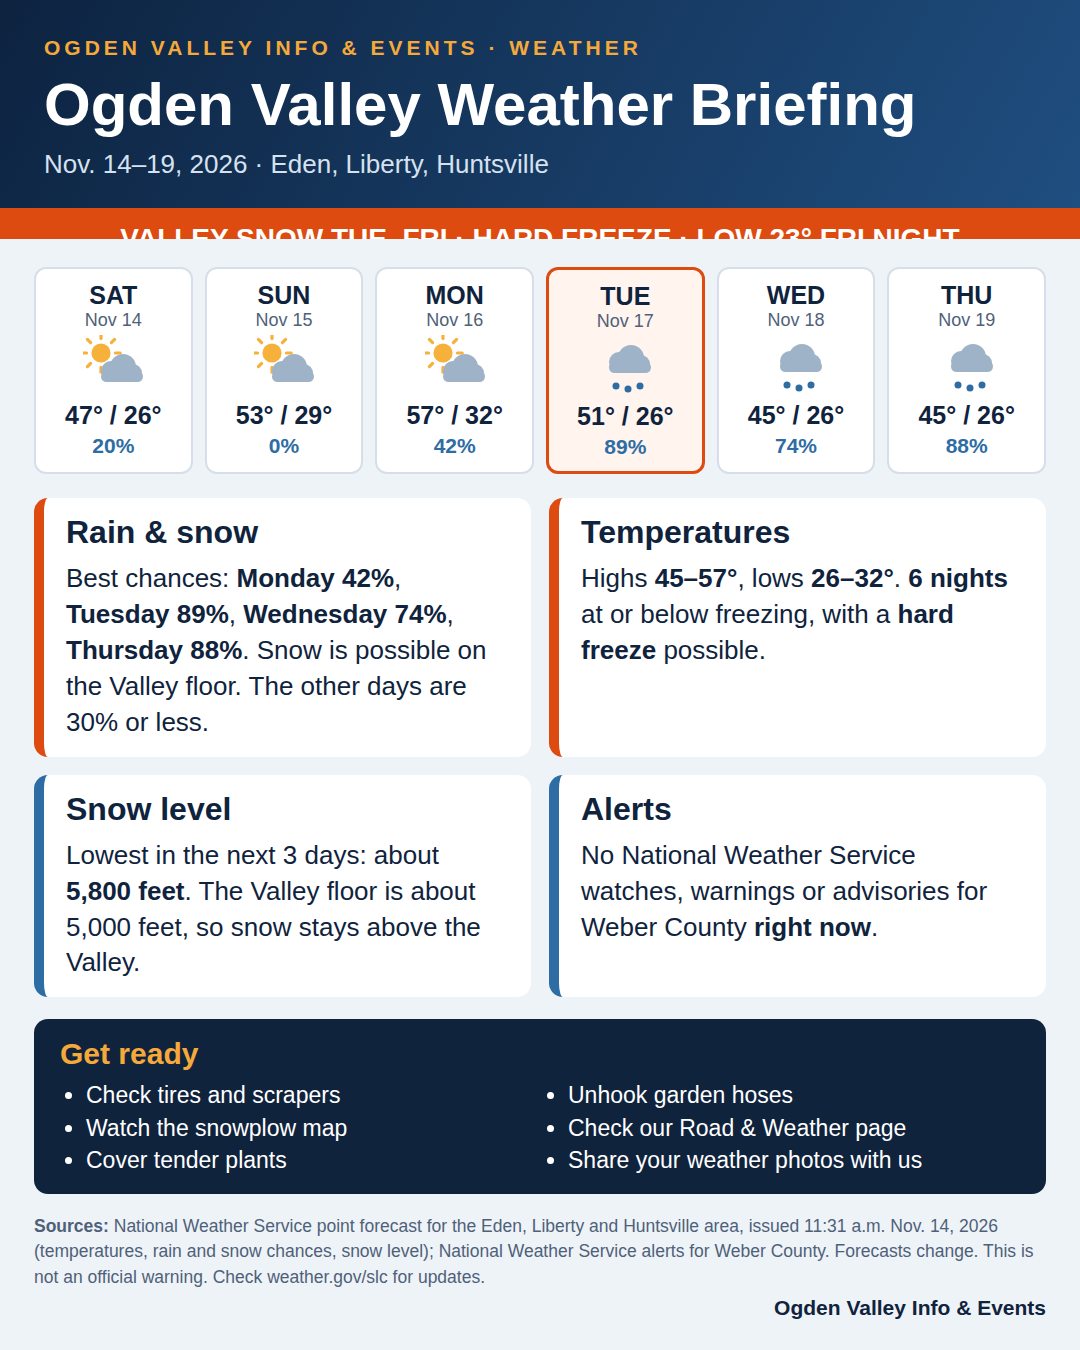 OGDEN VALLEY INFO & EVENTS · WEATHER
Ogden Valley Weather Briefing
Nov. 14–19, 2026 · Eden, Liberty, Huntsville
VALLEY SNOW TUE–FRI · HARD FREEZE · LOW 23° FRI NIGHT
SAT
Nov 14
47° / 26°
20%
SUN
Nov 15
53° / 29°
0%
MON
Nov 16
57° / 32°
42%
TUE
Nov 17
51° / 26°
89%
WED
Nov 18
45° / 26°
74%
THU
Nov 19
45° / 26°
88%
Rain & snow
Best chances: Monday 42%,
Tuesday 89%, Wednesday 74%,
Thursday 88%. Snow is possible on
the Valley floor. The other days are
30% or less.
Temperatures
Highs 45–57°, lows 26–32°. 6 nights
at or below freezing, with a hard
freeze possible.
Snow level
Lowest in the next 3 days: about
5,800 feet. The Valley floor is about
5,000 feet, so snow stays above the
Valley.
Alerts
No National Weather Service
watches, warnings or advisories for
Weber County right now.
Get ready
• Check tires and scrapers
• Watch the snowplow map
• Cover tender plants
• Unhook garden hoses
• Check our Road & Weather page
• Share your weather photos with us
Sources: National Weather Service point forecast for the Eden, Liberty and Huntsville area, issued 11:31 a.m. Nov. 14, 2026
(temperatures, rain and snow chances, snow level); National Weather Service alerts for Weber County. Forecasts change. This is
not an official warning. Check weather.gov/slc for updates.
Ogden Valley Info & Events